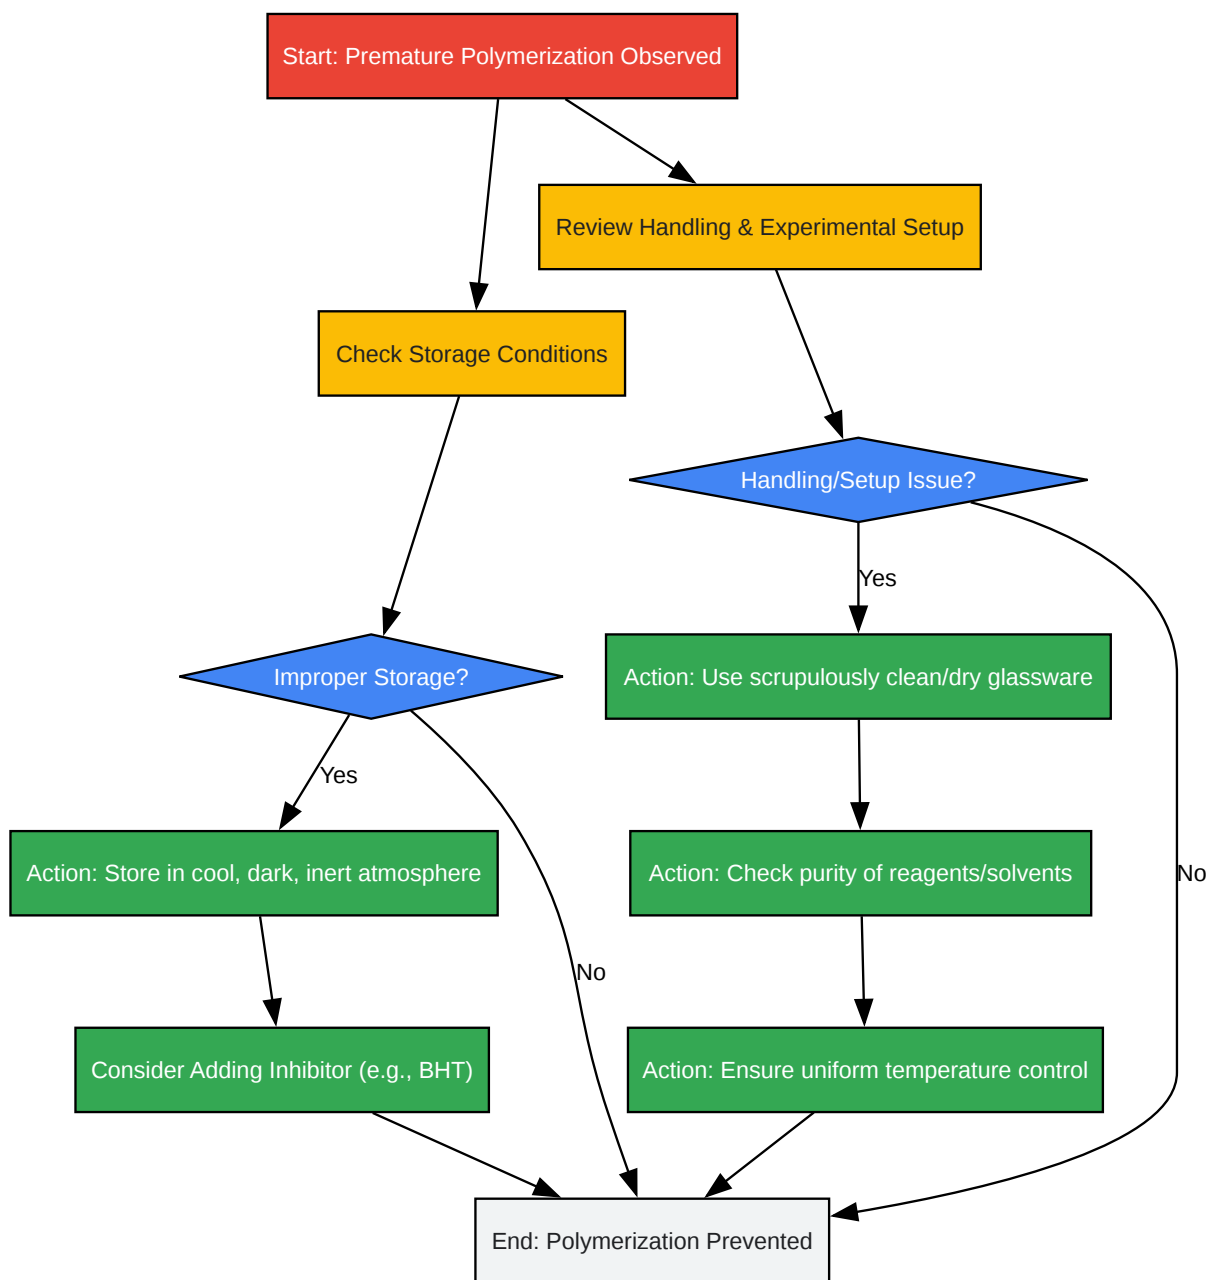 Start: Premature Polymerization Observed
Review Handling & Experimental Setup
Check Storage Conditions
Handling/Setup Issue?
Yes
Action: Use scrupulously clean/dry glassware
Improper Storage?
Yes
Action: Store in cool, dark, inert atmosphere
Action: Check purity of reagents/solvents
No
No
Consider Adding Inhibitor (e.g., BHT)
Action: Ensure uniform temperature control
End: Polymerization Prevented